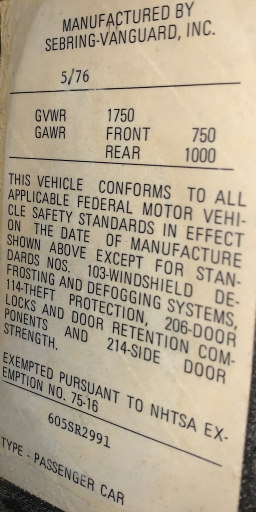 MANUFACTURED BY
SEBRING-VANGUARD, INC.
5/76
GVWR 1750
GAWR FRONT 750
REAR 1000
THIS VEHICLE CONFORMS TO ALL
APPLICABLE FEDERAL MOTOR VEHI-
CLE SAFETY STANDARDS IN EFFECT
ON THE DATE OF MANUFACTURE
SHOWN ABOVE EXCEPT FOR STAN-
DARDS NOS. 103-WINDSHIELD DE-
FROSTING AND DEFOGGING SYSTEMS,
114-THEFT PROTECTION, 206-DOOR
LOCKS AND DOOR RETENTION COM-
PONENTS AND 214-SIDE DOOR
STRENGTH.
EXEMPTED PURSUANT TO NHTSA EX-
EMPTION NO. 75-16
605SR2991
TYPE - PASSENGER CAR